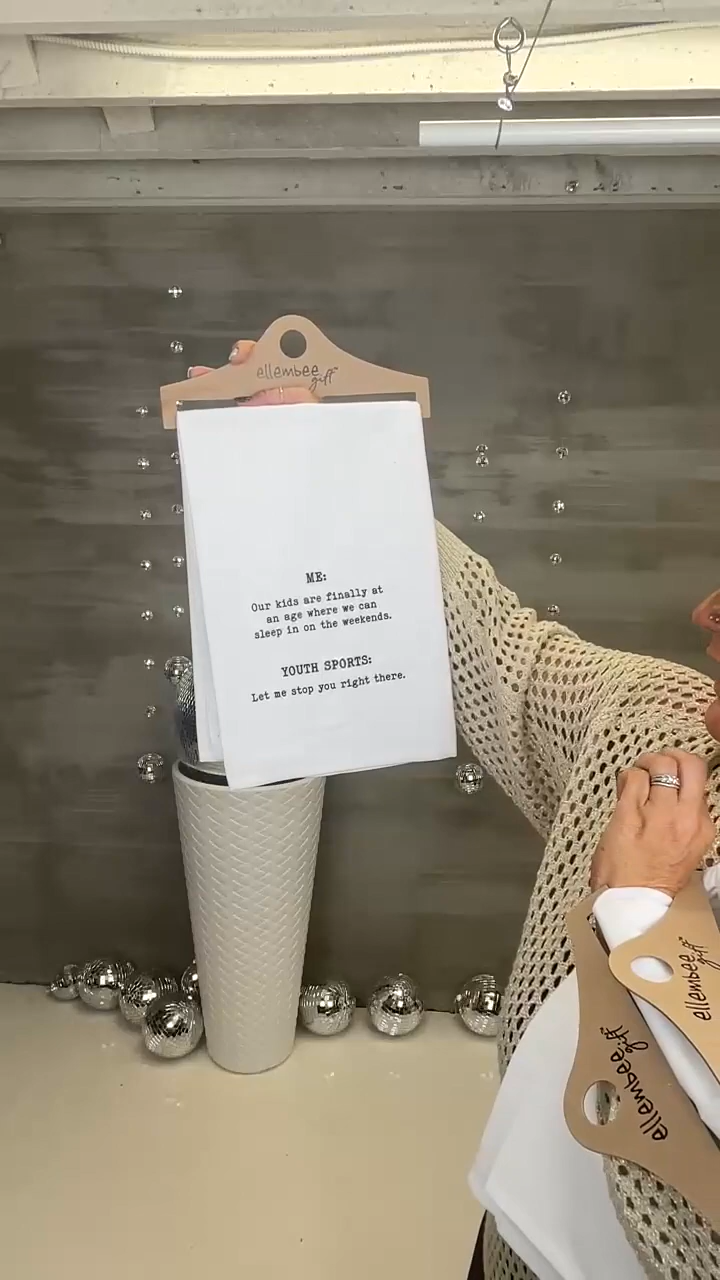 ellembee
gift
ME:
Our kids are finally at
an age where we can
sleep in on the weekends.
YOUTH SPORTS:
Let me stop you right there.
ellembee
gift
ellembee
gift